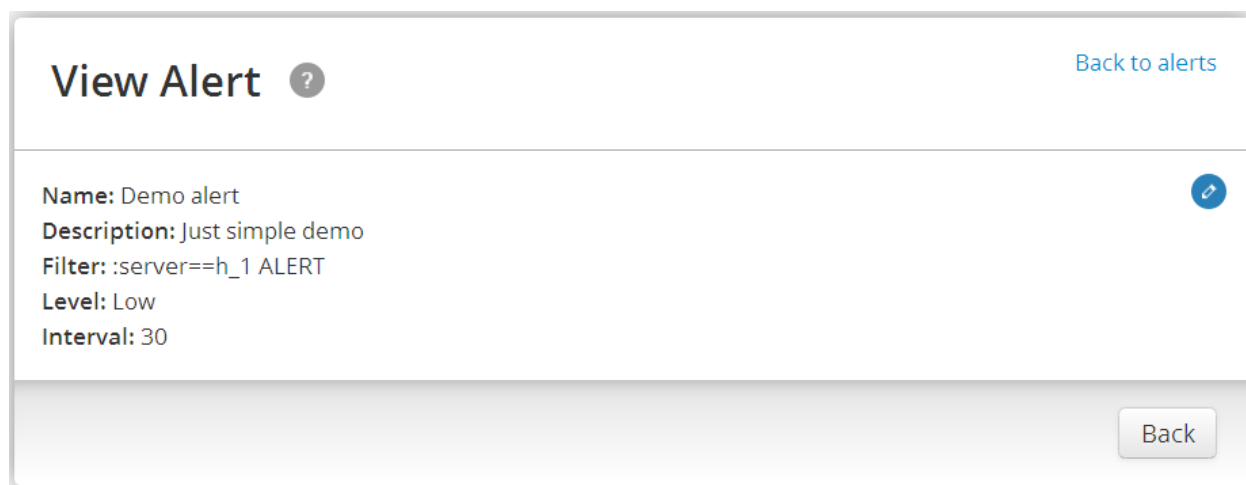 View Alert ?
Back to alerts
Name: Demo alert
Description: Just simple demo
Filter: :server==h_1 ALERT
Level: Low
Interval: 30
Back